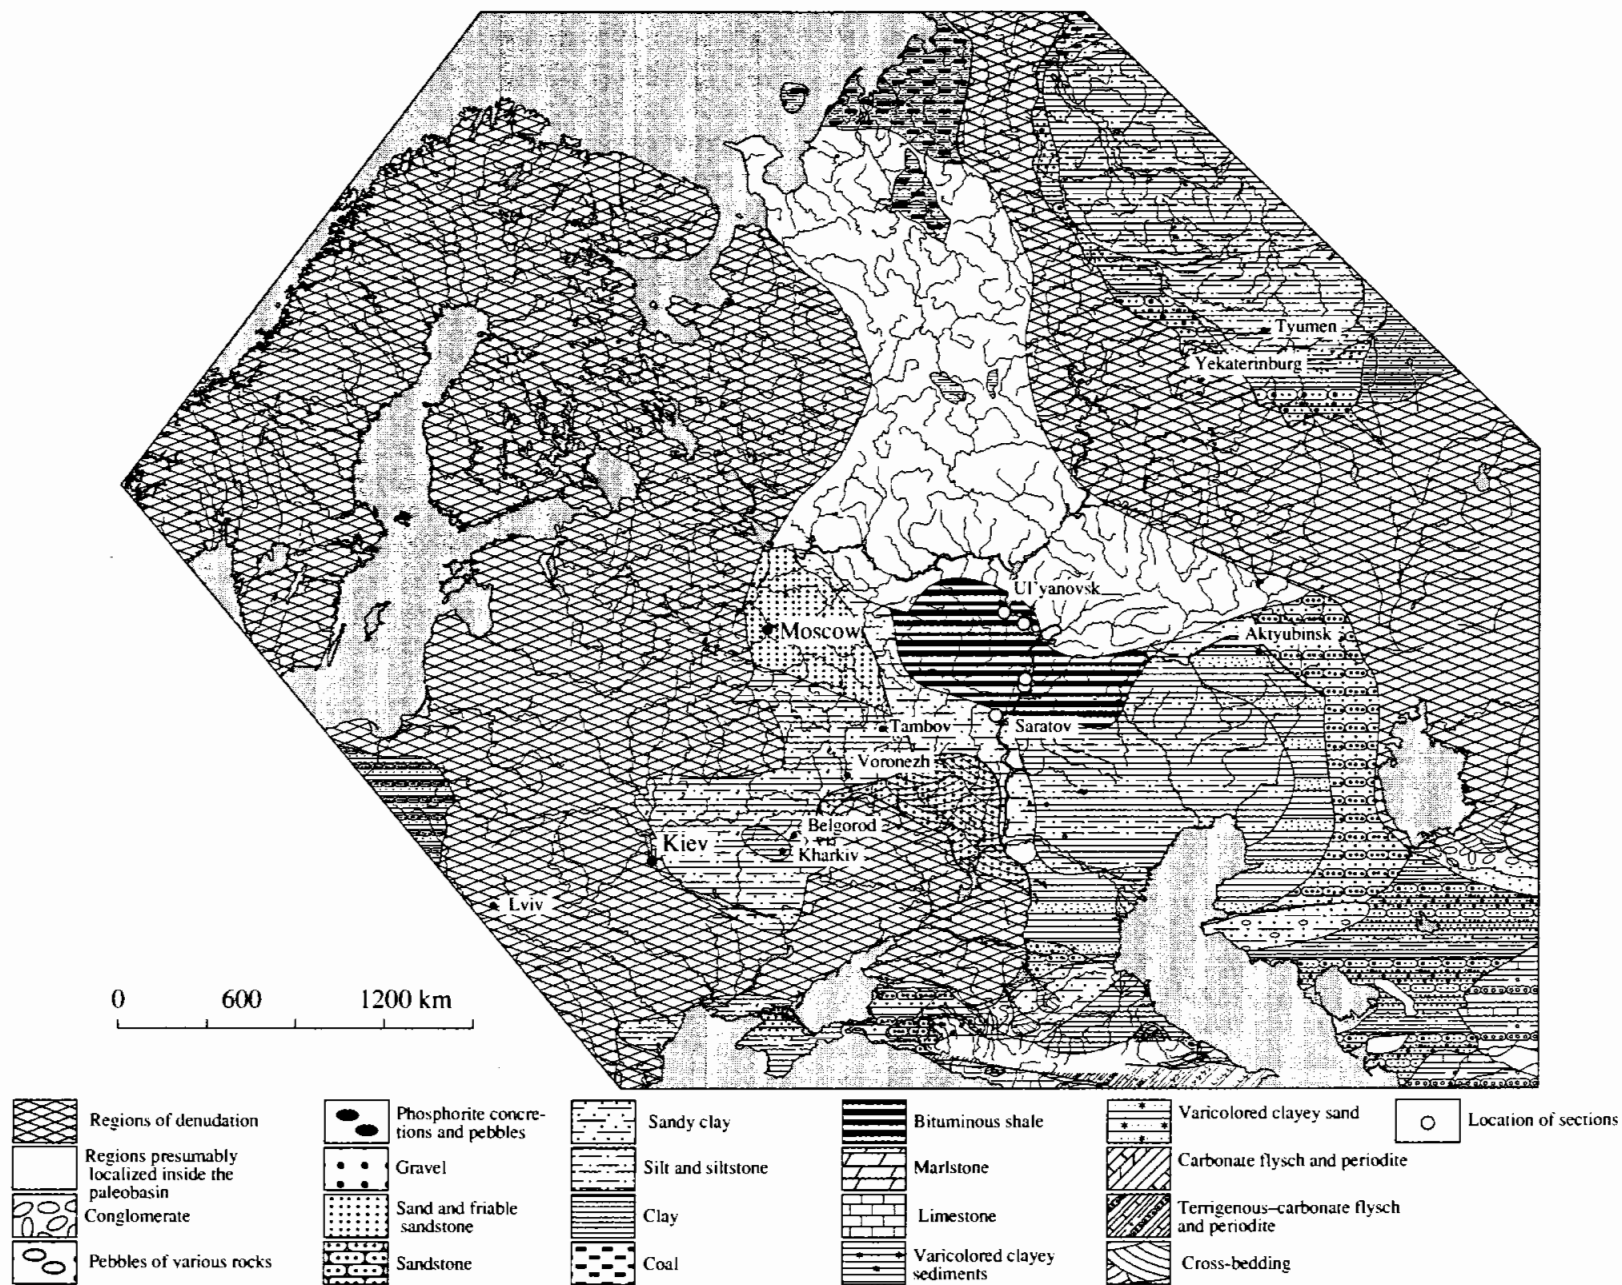 Tyumen
Yekaterinburg
Ul'yanovsk
Moscow
Aktyubinsk
Tambov
Saratov
Voronezh
Belgorod
Kiev
Kharkiv
Lviv
0 600 1200 km
Regions of denudation
Regions presumably
localized inside the
paleobasin
Conglomerate
Pebbles of various rocks
Phosphorite concre-
tions and pebbles
Gravel
Sand and friable
sandstone
Sandstone
Sandy clay
Silt and siltstone
Clay
Coal
Bituminous shale
Marlstone
Limestone
Varicolored clayey
sediments
Varicolored clayey sand
Carbonate flysch and periodite
Terrigenous–carbonate flysch
and periodite
Cross-bedding
Location of sections